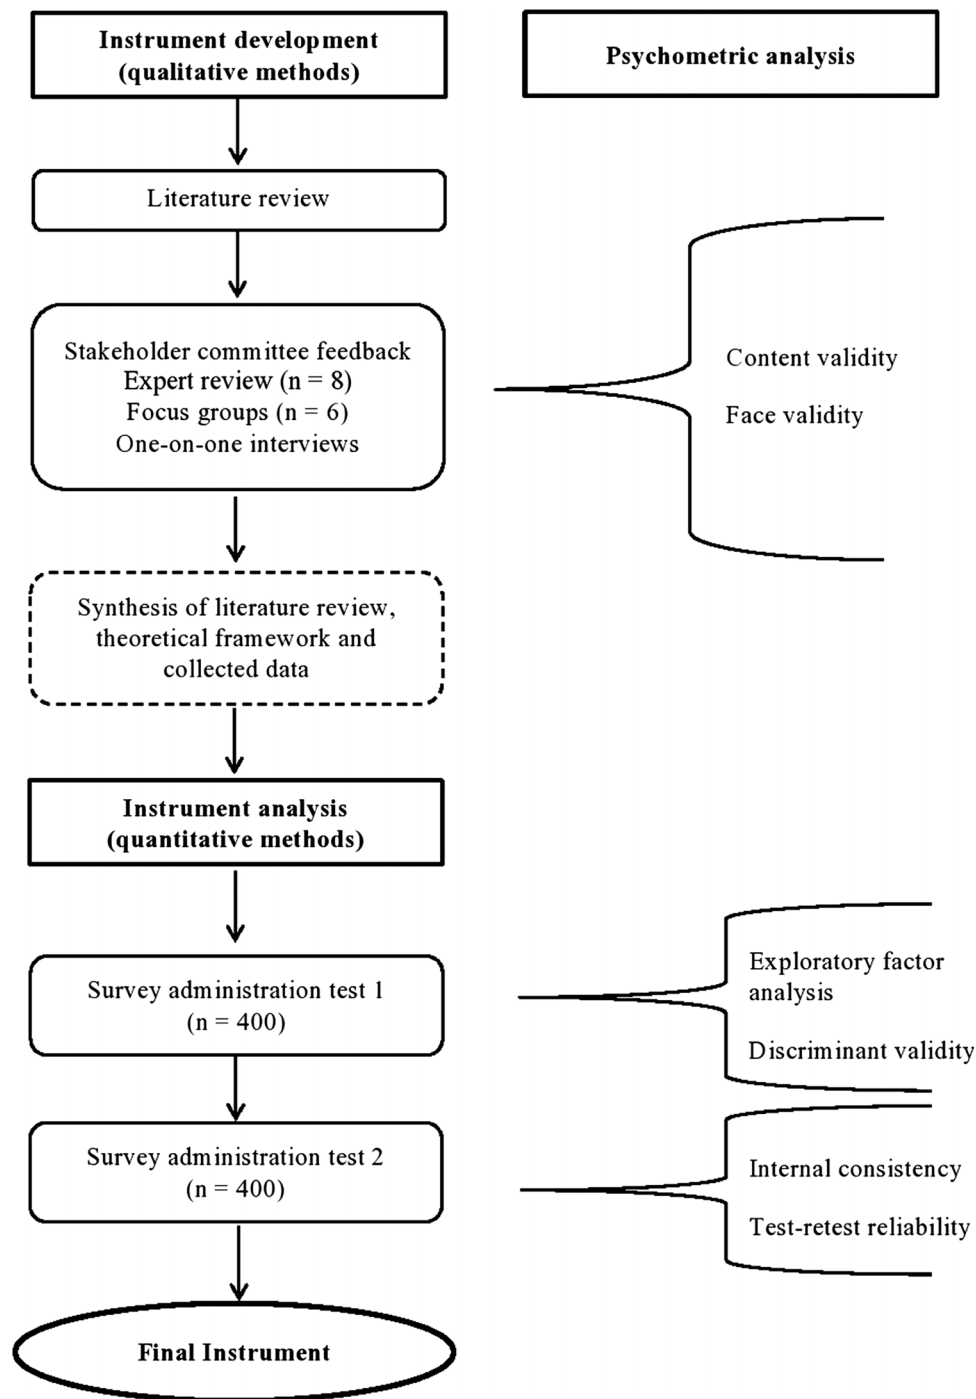 Instrument development
(qualitative methods)
Psychometric analysis
Literature review
Stakeholder committee feedback
Expert review (n = 8)
Focus groups (n = 6)
One-on-one interviews
Content validity
Face validity
Synthesis of literature review,
theoretical framework and
collected data
Instrument analysis
(quantitative methods)
Survey administration test 1
(n = 400)
Exploratory factor
analysis
Discriminant validity
Survey administration test 2
(n = 400)
Internal consistency
Test-retest reliability
Final Instrument